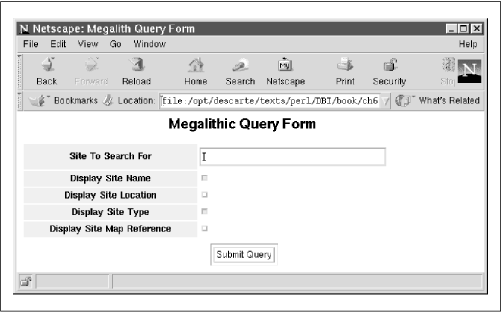 N Netscape: Megalith Query Form
File Edit View Go Window Help
Back Forward Reload Home Search Netscape Print Security Stop N
Bookmarks Location: file:/opt/descarte/texts/perl/DBI/book/ch6 What's Related
Megalithic Query Form
Site To Search For
Display Site Name
Display Site Location
Display Site Type
Display Site Map Reference
Submit Query